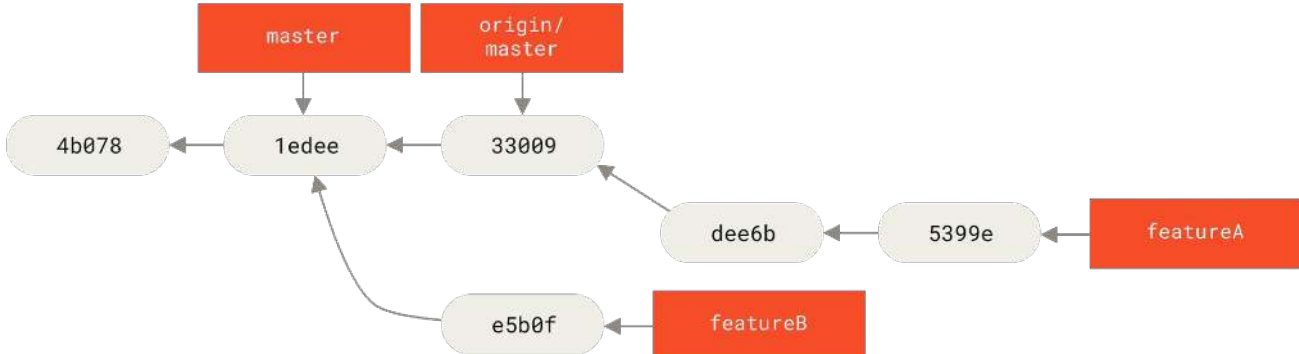 master
origin/
master
4b078
1edee
33009
dee6b
5399e
featureA
e5b0f
featureB